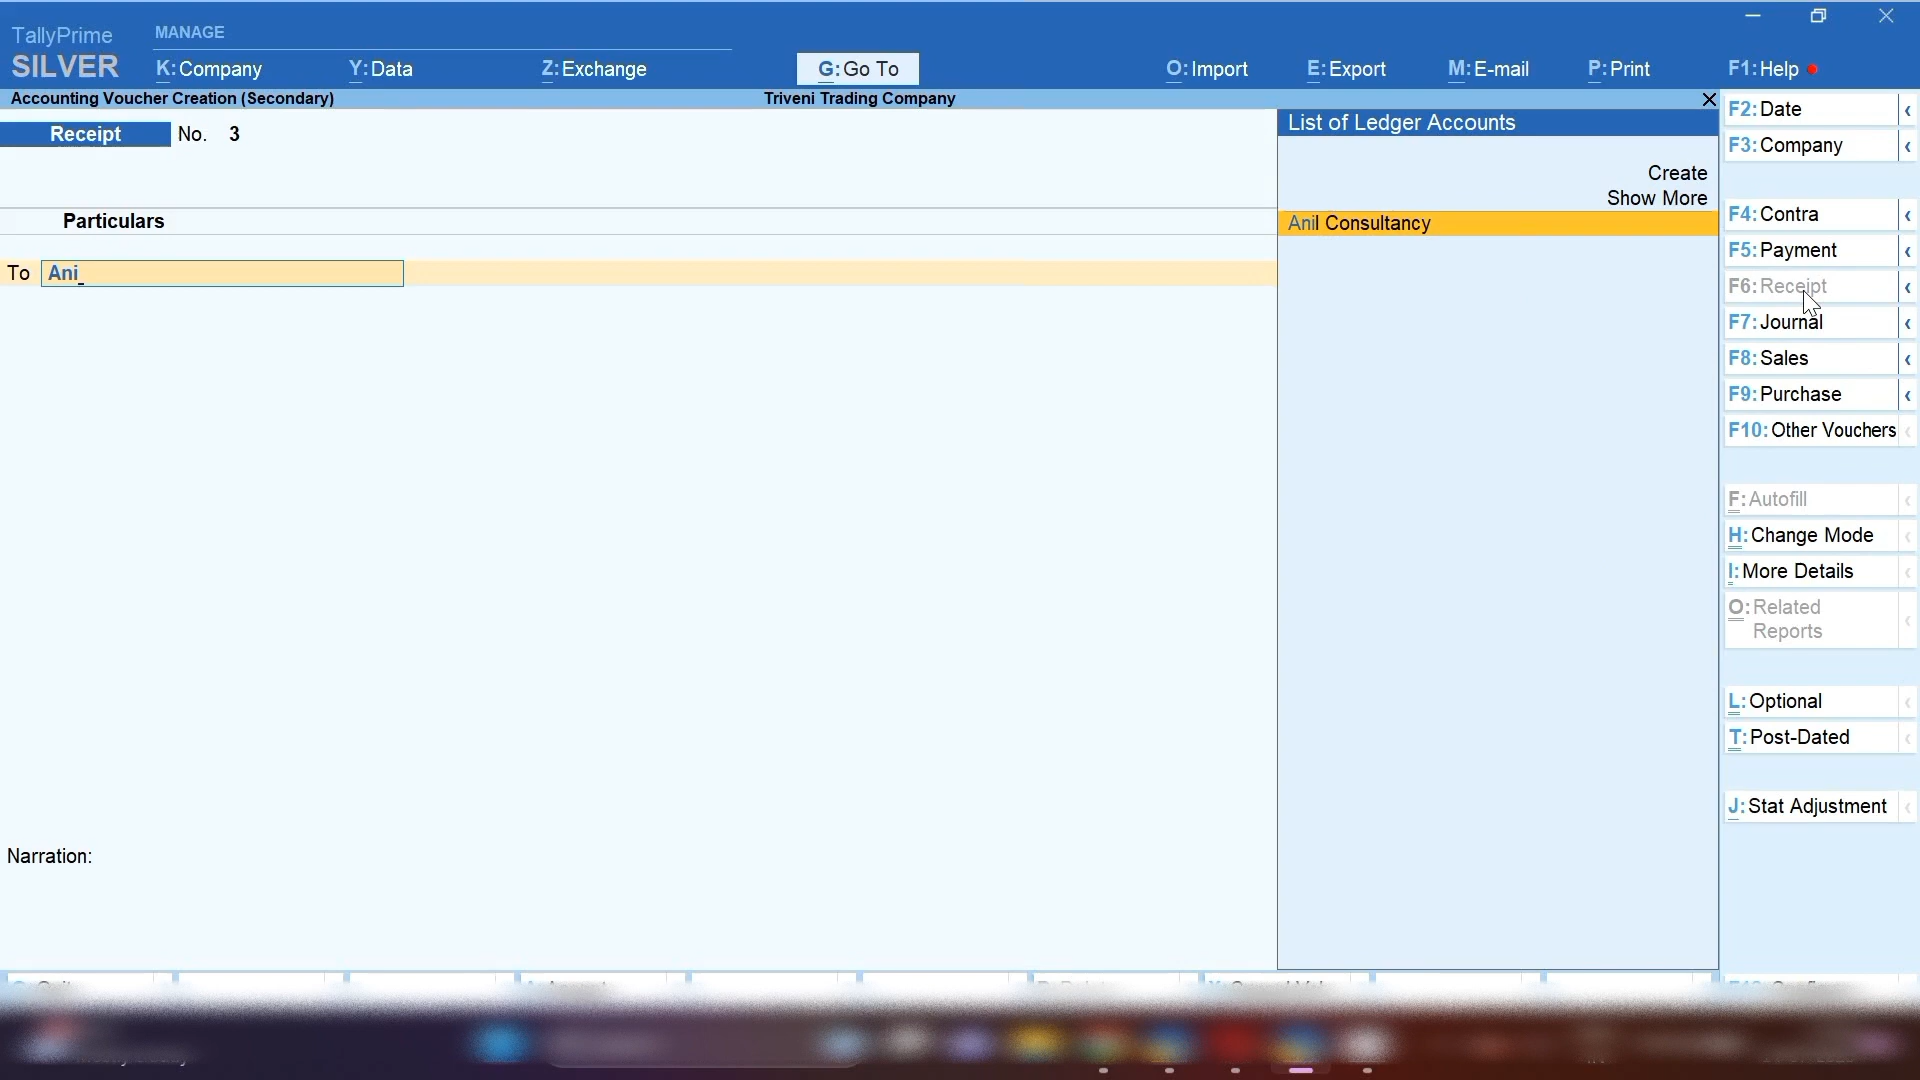 TallyPrime
SILVER
MANAGE
K: Company
Y: Data
Z: Exchange
G: Go To
O: Import
E: Export
M: E-mail
P: Print
F1: Help
Accounting Voucher Creation (Secondary)
Triveni Trading Company
Receipt No. 3
Particulars
To Ani
Narration:
List of Ledger Accounts
Create
Show More
Anil Consultancy
F2: Date
F3: Company
F4: Contra
F5: Payment
F6: Receipt
F7: Journal
F8: Sales
F9: Purchase
F10: Other Vouchers
F: Autofill
H: Change Mode
I: More Details
O: Related
Reports
L: Optional
T: Post-Dated
J: Stat Adjustment